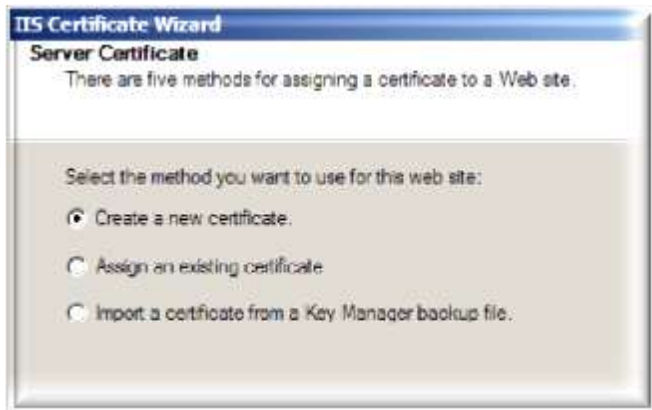 IIS Certificate Wizard
Server Certificate
There are five methods for assigning a certificate to a Web site.
Select the method you want to use for this web site:
Create a new certificate.
Assign an existing certificate
Import a certificate from a Key Manager backup file.